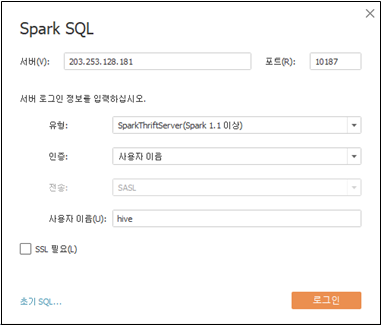 Spark SQL
서버(V): 203.253.128.181 포트(R): 10187
서버 로그인 정보를 입력하십시오.
유형: SparkThriftServer(Spark 1.1 이상)
인증: 사용자 이름
전송: SASL
사용자 이름(U): hive
SSL 필요(L)
초기 SQL... 로그인